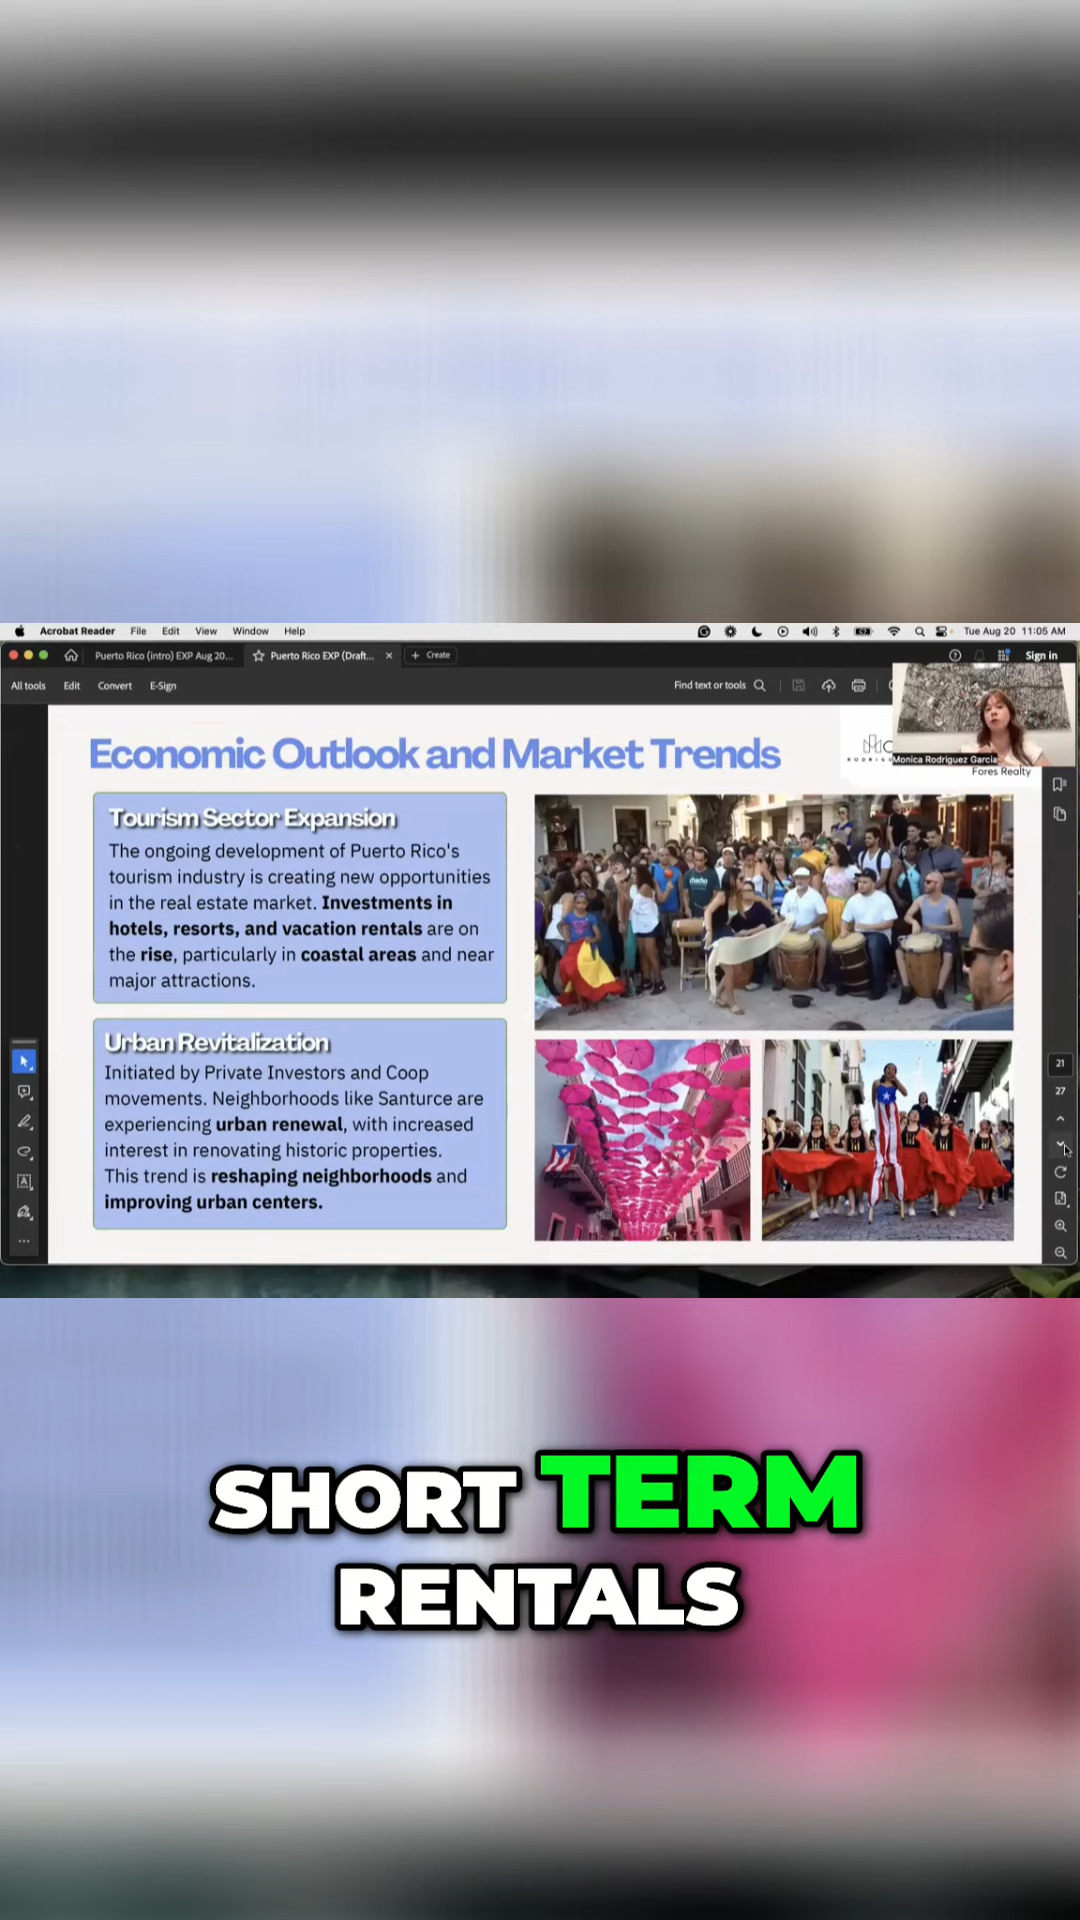 Acrobat Reader File Edit View Window Help Tue Aug 20 11:05 AM
Puerto Rico (intro) EXP Aug 20... Puerto Rico EXP (Draft... × + Create Sign in
All tools Edit Convert E-Sign Find text or tools
Economic Outlook and Market Trends
Monica Rodriguez Garcia
Fores Realty
Tourism Sector Expansion
The ongoing development of Puerto Rico's
tourism industry is creating new opportunities
in the real estate market. Investments in
hotels, resorts, and vacation rentals are on
the rise, particularly in coastal areas and near
major attractions.
Urban Revitalization
Initiated by Private Investors and Coop
movements. Neighborhoods like Santurce are
experiencing urban renewal, with increased
interest in renovating historic properties.
This trend is reshaping neighborhoods and
improving urban centers.
21
27
SHORT TERM
RENTALS